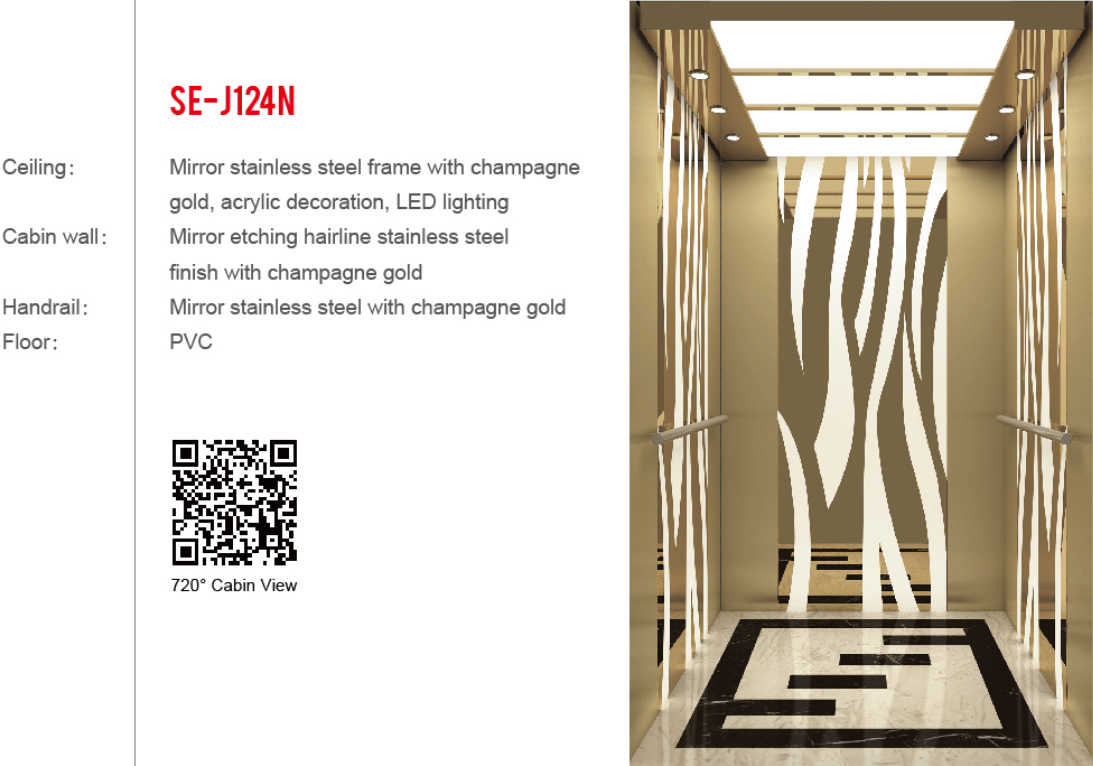 SE-J124N
Ceiling: Mirror stainless steel frame with champagne
gold, acrylic decoration, LED lighting
Cabin wall: Mirror etching hairline stainless steel
finish with champagne gold
Handrail: Mirror stainless steel with champagne gold
Floor: PVC
720° Cabin View